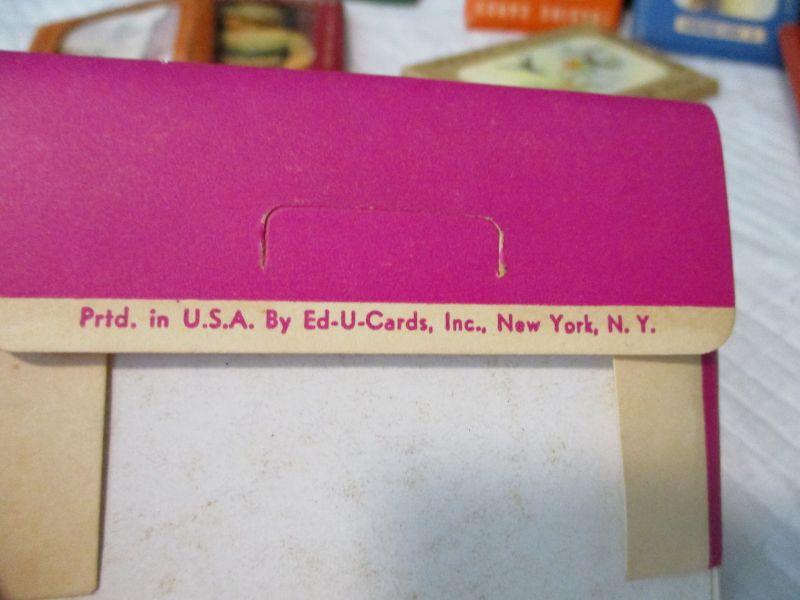 Prtd. in U.S.A. By Ed-U-Cards, Inc., New York, N. Y.